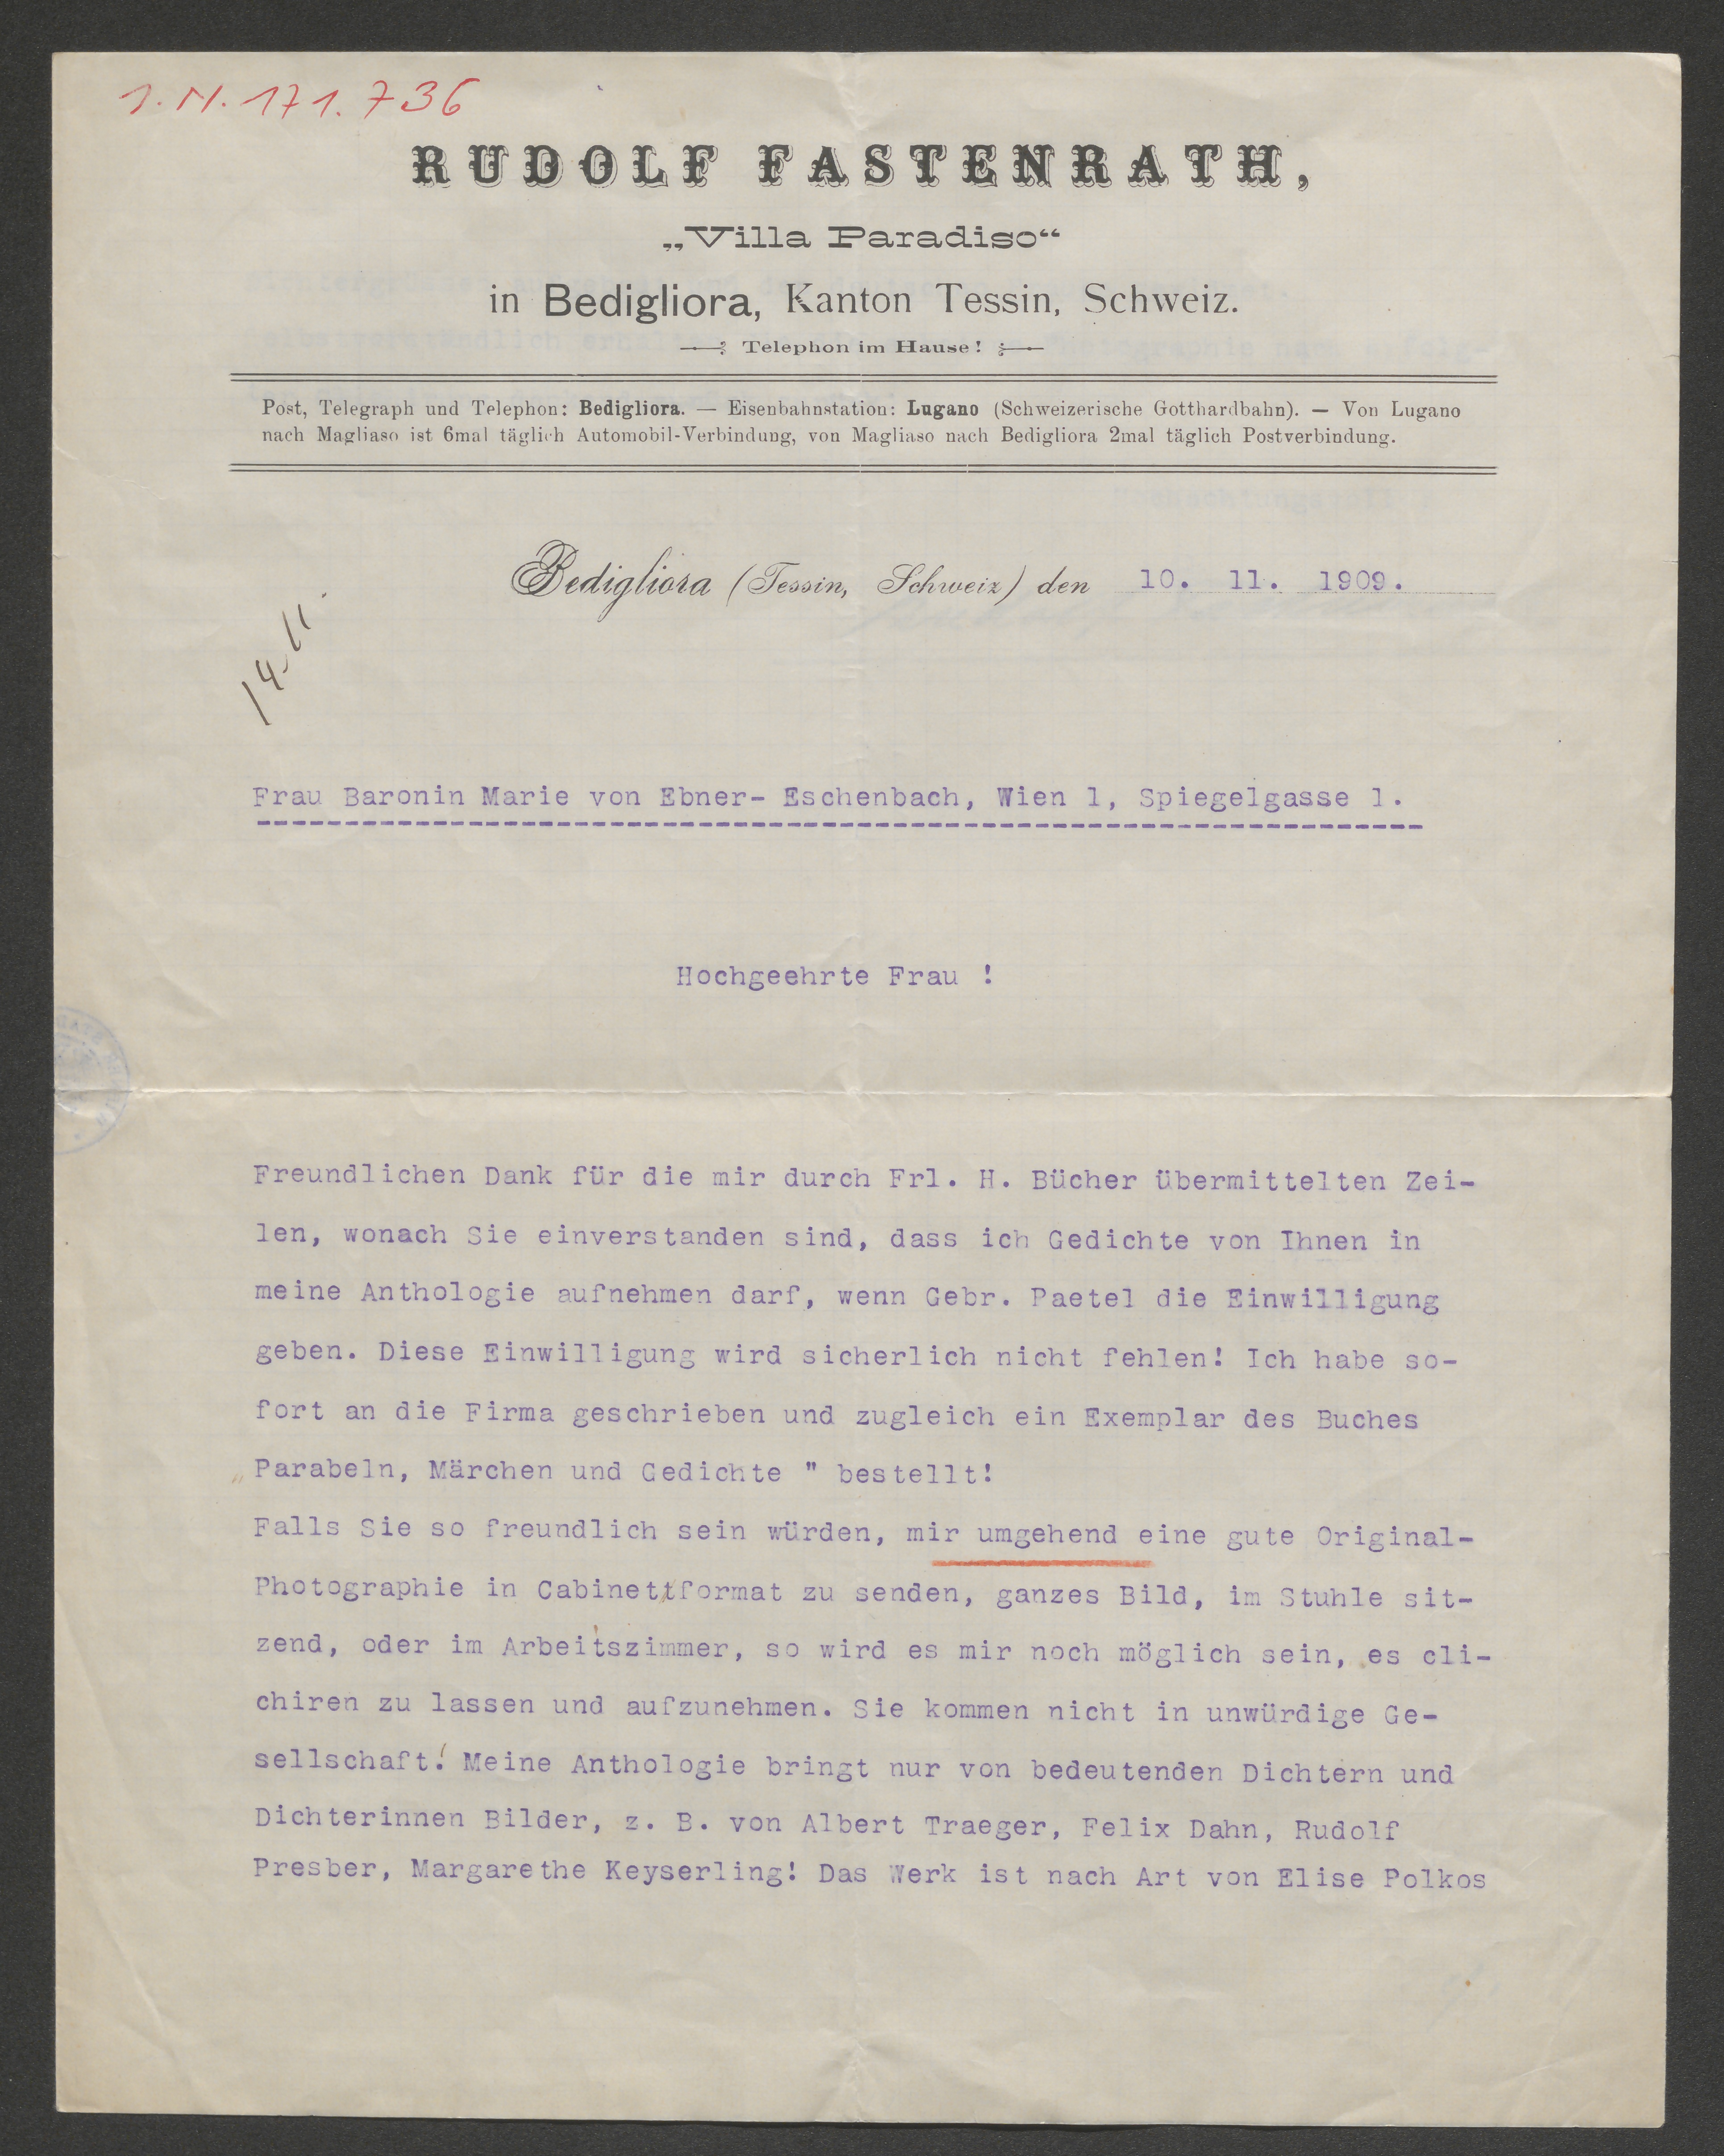 J.N. 171.736
RUDOLF FASTENRATH,
„Villa Paradiso“
in Bedigliora, Kanton Tessin, Schweiz.
Telephon im Hause!
Post, Telegraph und Telephon: Bedigliora. — Eisenbahnstation: Lugano (Schweizerische Gotthardbahn). — Von Lugano
nach Magliaso ist 6mal täglich Automobil-Verbindung, von Magliaso nach Bedigliora 2mal täglich Postverbindung.
Bedigliora (Tessin, Schweiz) den 10. 11. 1909.
14-11.
Frau Baronin Marie von Ebner- Eschenbach, Wien 1, Spiegelgasse 1.
Hochgeehrte Frau !
Freundlichen Dank für die mir durch Frl. H. Bücher übermittelten Zei-
len, wonach Sie einverstanden sind, dass ich Gedichte von Ihnen in
meine Anthologie aufnehmen darf, wenn Gebr. Paetel die Einwilligung
geben. Diese Einwilligung wird sicherlich nicht fehlen! Ich habe so-
fort an die Firma geschrieben und zugleich ein Exemplar des Buches
„Parabeln, Märchen und Gedichte " bestellt!
Falls Sie so freundlich sein würden, mir umgehend eine gute Original-
Photographie in Cabinettformat zu senden, ganzes Bild, im Stuhle sit-
zend, oder im Arbeitszimmer, so wird es mir noch möglich sein, es cli-
chiren zu lassen und aufzunehmen. Sie kommen nicht in unwürdige Ge-
sellschaft! Meine Anthologie bringt nur von bedeutenden Dichtern und
Dichterinnen Bilder, z. B. von Albert Traeger, Felix Dahn, Rudolf
Presber, Margarethe Keyserling! Das Werk ist nach Art von Elise Polkos